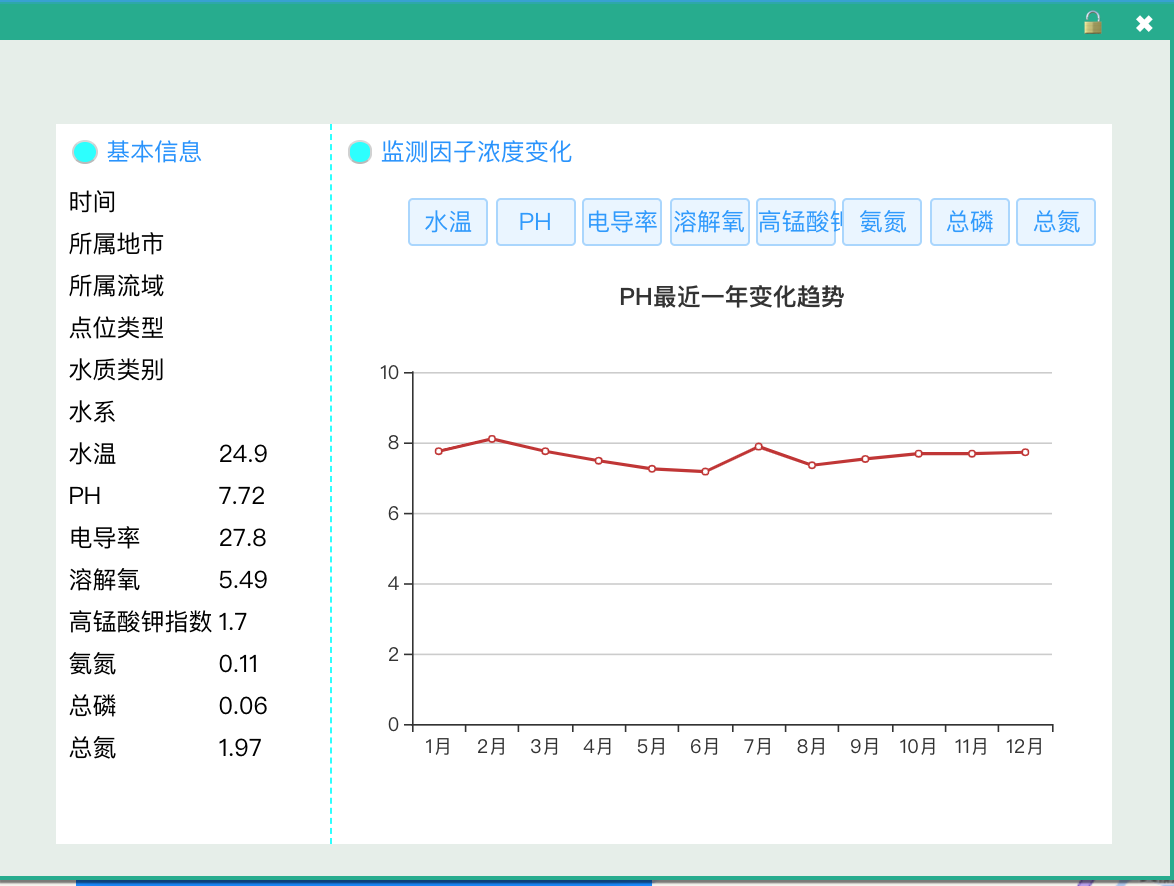 基本信息
时间
所属地市
所属流域
点位类型
水质类别
水系
水温 24.9
PH 7.72
电导率 27.8
溶解氧 5.49
高锰酸钾指数 1.7
氨氮 0.11
总磷 0.06
总氮 1.97
监测因子浓度变化
水温 PH 电导率 溶解氧 高锰酸钾 氨氮 总磷 总氮
PH最近一年变化趋势
10
8
6
4
2
0
1月 2月 3月 4月 5月 6月 7月 8月 9月 10月 11月 12月